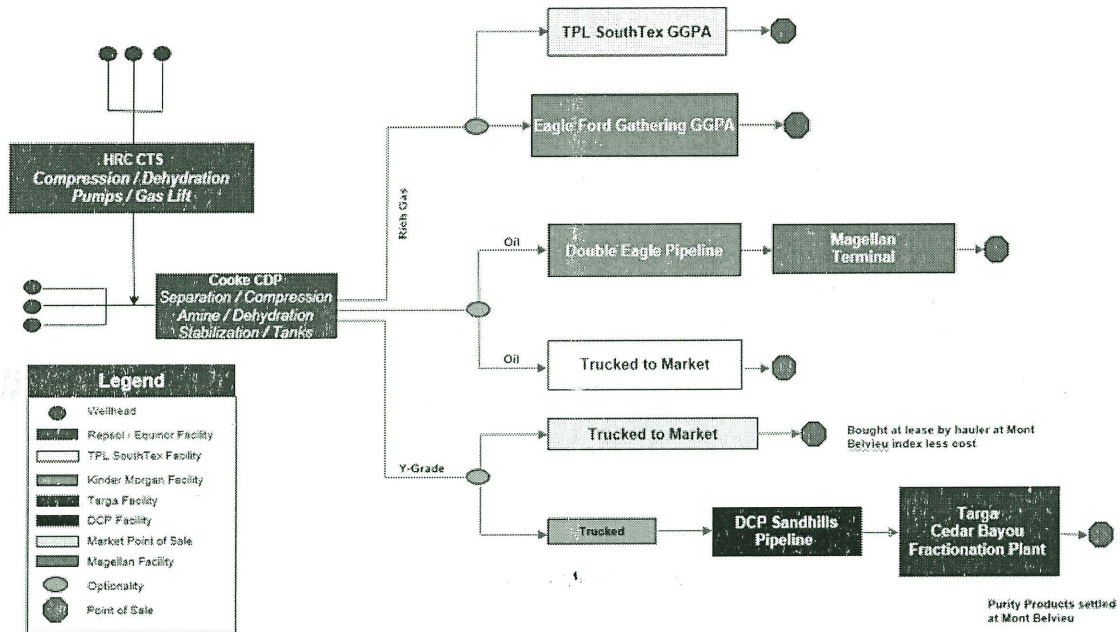 TPL SouthTex GGPA
Eagle Ford Gathering GGPA
HRC CTS
Compression / Dehydration
Pumps / Gas Lift
Rich Gas
Oil
Double Eagle Pipeline
Magellan
Terminal
Cooke CDP
Separation / Compression
Amine / Dehydration
Stabilization / Tanks
Oil
Trucked to Market
Legend
Wellhead
Repsol / Equinor Facility
TPL SouthTex Facility
Kinder Morgan Facility
Targa Facility
DCP Facility
Market Point of Sale
Magellan Facility
Optionality
Point of Sale
Y-Grade
Trucked to Market
Bought at lease by hauler at Mont
Belvieu index less cost
Trucked
DCP Sandhills
Pipeline
Targa
Cedar Bayou
Fractionation Plant
Purity Products settled
at Mont Belvieu